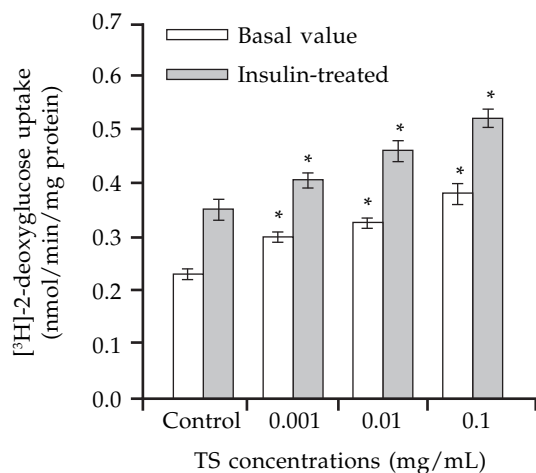 [³H]-2-deoxyglucose uptake
(nmol/min/mg protein)
0.7
0.6
0.5
0.4
0.3
0.2
0.1
0.0
Basal value
Insulin-treated
*
*
*
*
*
*
Control 0.001 0.01 0.1
TS concentrations (mg/mL)